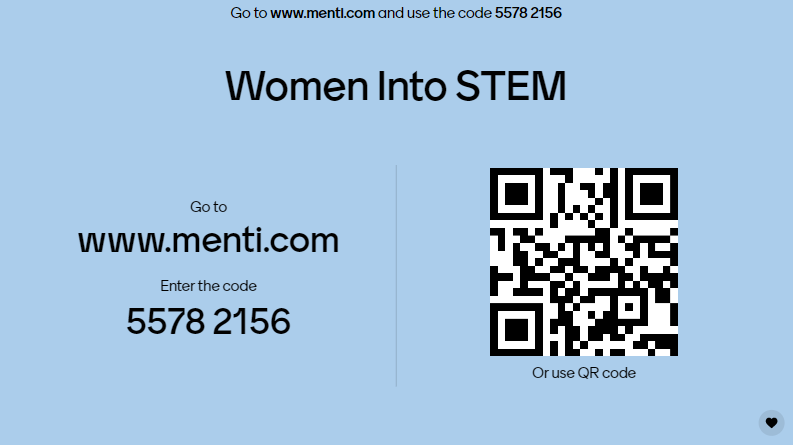 Go to www.menti.com and use the code 5578 2156
Women Into STEM
Go to
www.menti.com
Enter the code
5578 2156
Or use QR code